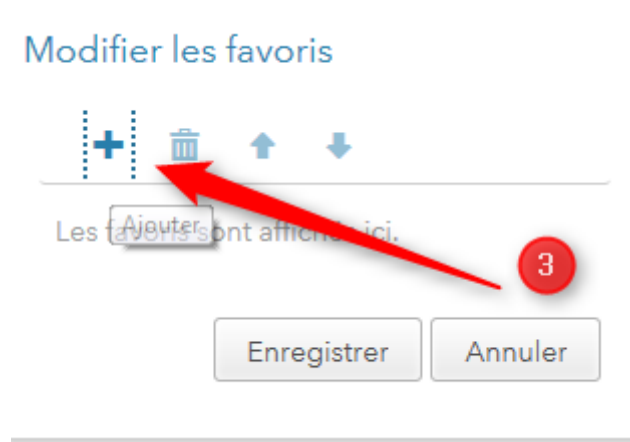 Modifier les favoris
Ajouter
Les favoris sont affichés ici.
3
Enregistrer
Annuler